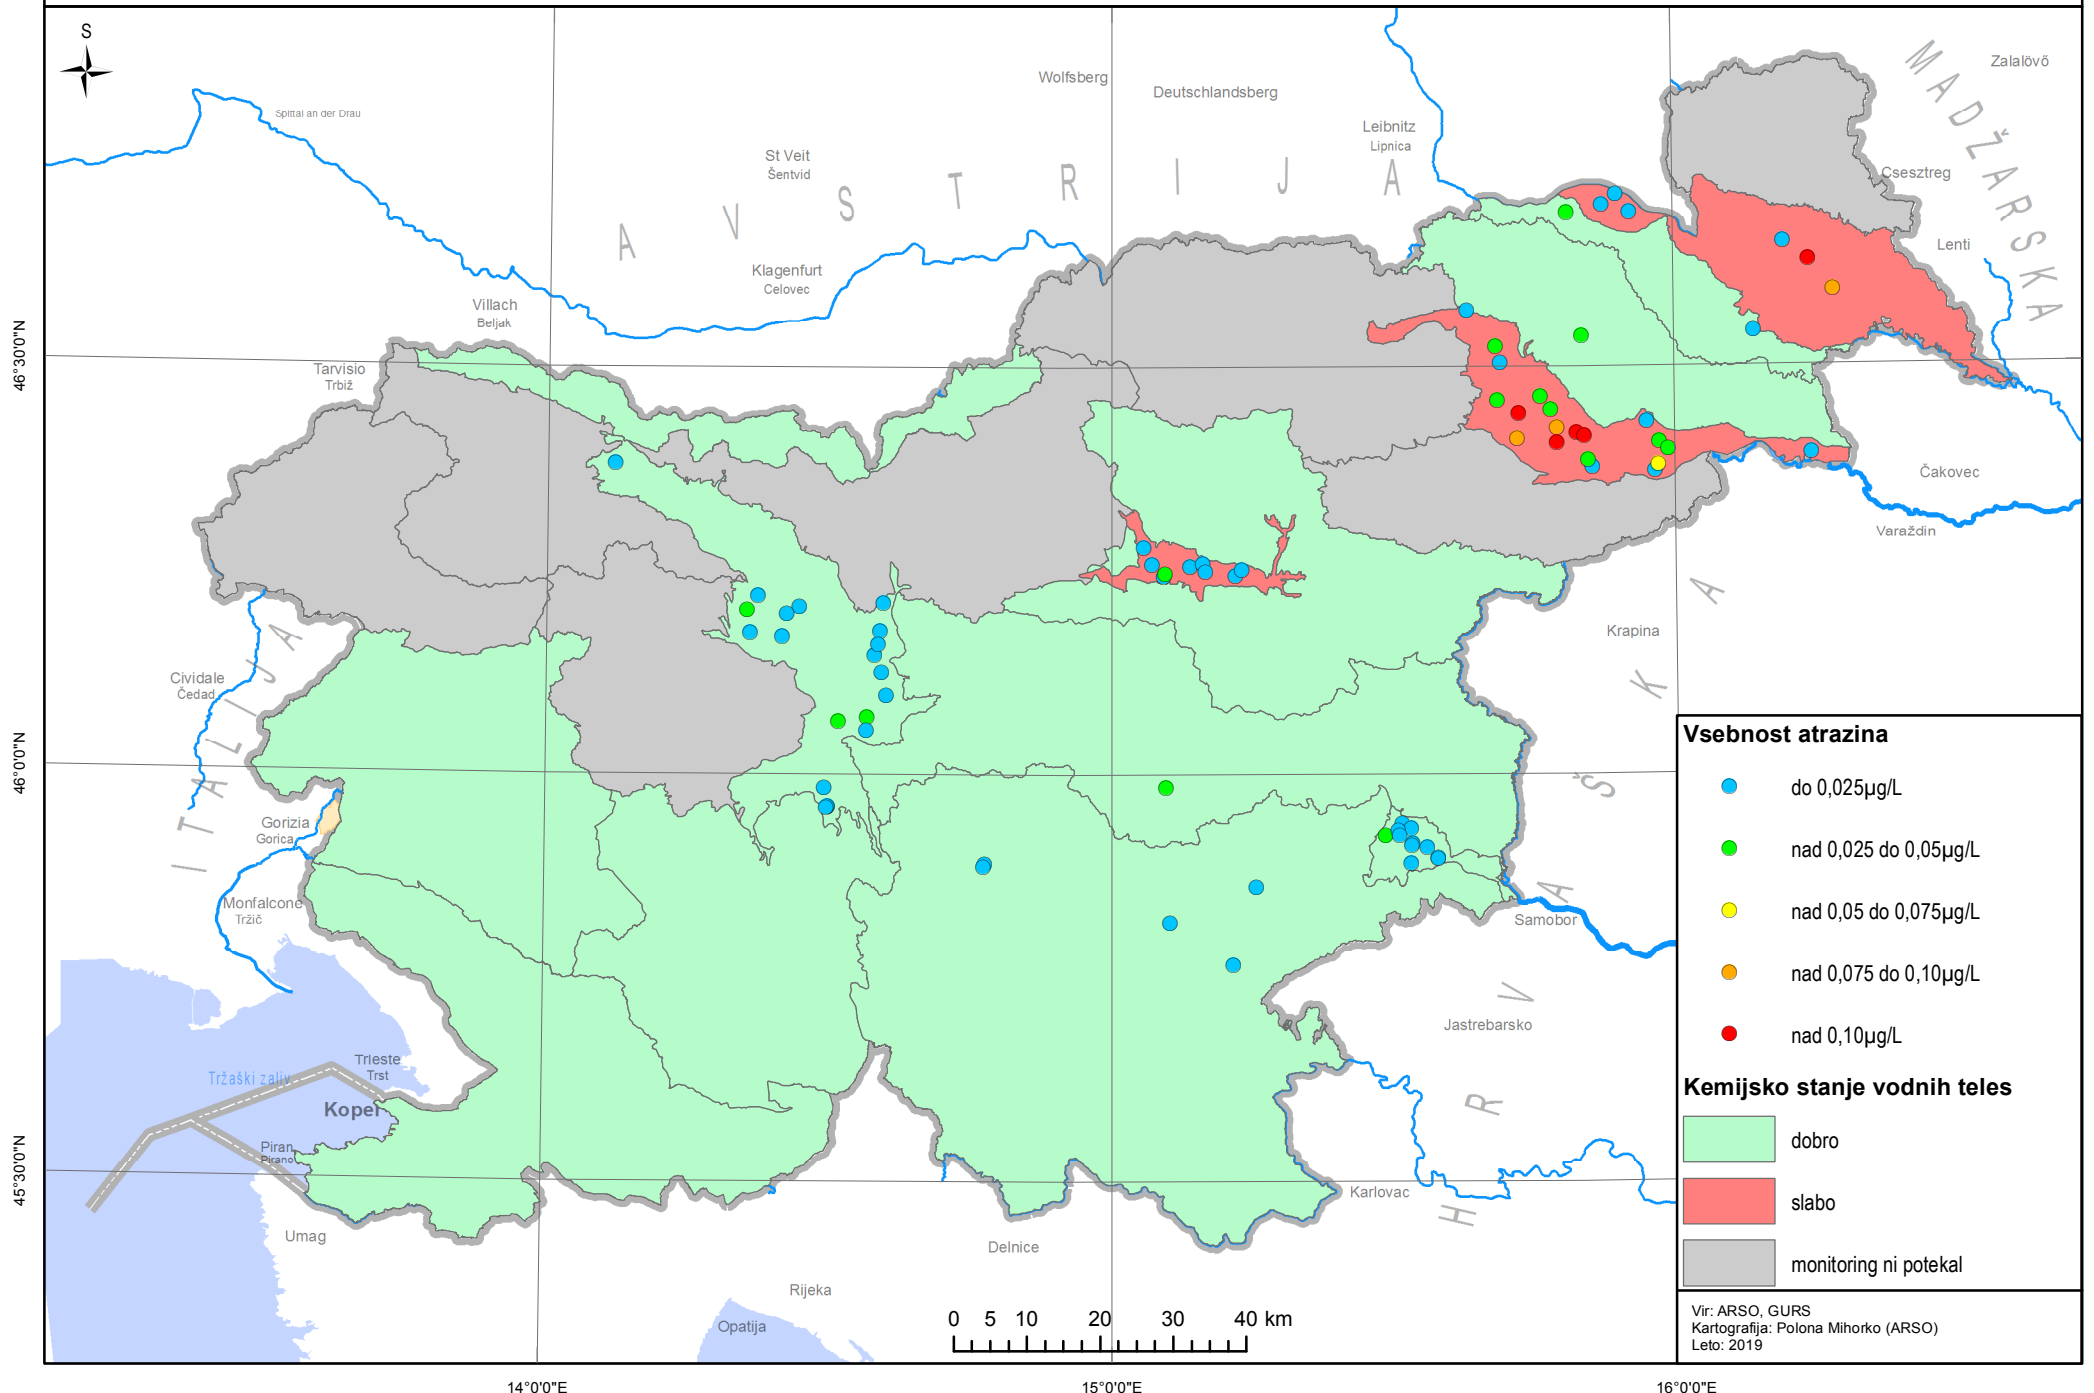 S
Zalalövő
Wolfsberg
Deutschlandsberg
Spittal an der Drau
Leibnitz
Lipnica
St Veit
Šentvid
MADŽARSKA
Csesztreg
AVSTRIJA
Lenti
Klagenfurt
Celovec
Villach
Beljak
46°30'0"N
Tarvisio
Trbiž
Čakovec
Varaždin
Krapina
Cividale
Čedad
ITALIJA
HRVAŠKA
46°0'0"N
Gorizia
Gorica
Monfalcone
Tržič
Samobor
Jastrebarsko
Trieste
Trst
Tržaški zaliv
Koper
Piran
Pirano
45°30'0"N
Karlovac
Umag
Delnice
Rijeka
Opatija
0 5 10 20 30 40 km
Vsebnost atrazina
do 0,025µg/L
nad 0,025 do 0,05µg/L
nad 0,05 do 0,075µg/L
nad 0,075 do 0,10µg/L
nad 0,10µg/L
Kemijsko stanje vodnih teles
dobro
slabo
monitoring ni potekal
Vir: ARSO, GURS
Kartografija: Polona Mihorko (ARSO)
Leto: 2019
14°0'0"E
15°0'0"E
16°0'0"E